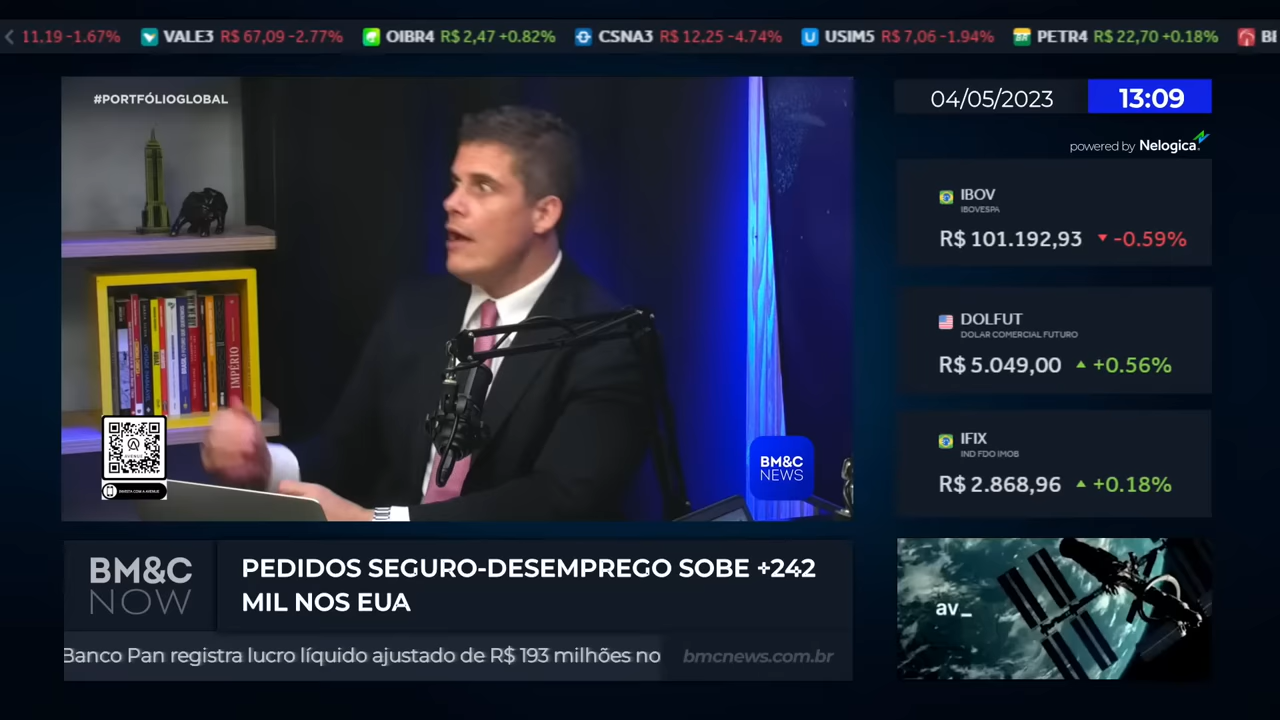 11,19 -1.67% VALE3 R$ 67,09 -2.77% OIBR4 R$ 2,47 +0.82% CSNA3 R$ 12,25 -4.74% USIM5 R$ 7,06 -1.94% PETR4 R$ 22,70 +0.18%
#PORTFÓLIOGLOBAL
04/05/2023 13:09
powered by Nelogica
IBOV
IBOVESPA
R$ 101.192,93 -0.59%
DOLFUT
DOLAR COMERCIAL FUTURO
R$ 5.049,00 +0.56%
IFIX
IND FDO IMOB
R$ 2.868,96 +0.18%
IMPÉRIO
AVENUE
INVISTA COM A AVENUE
BM&C
NEWS
BM&C
NOW
PEDIDOS SEGURO-DESEMPREGO SOBE +242
MIL NOS EUA
Banco Pan registra lucro líquido ajustado de R$ 193 milhões no
bmcnews.com.br
av_